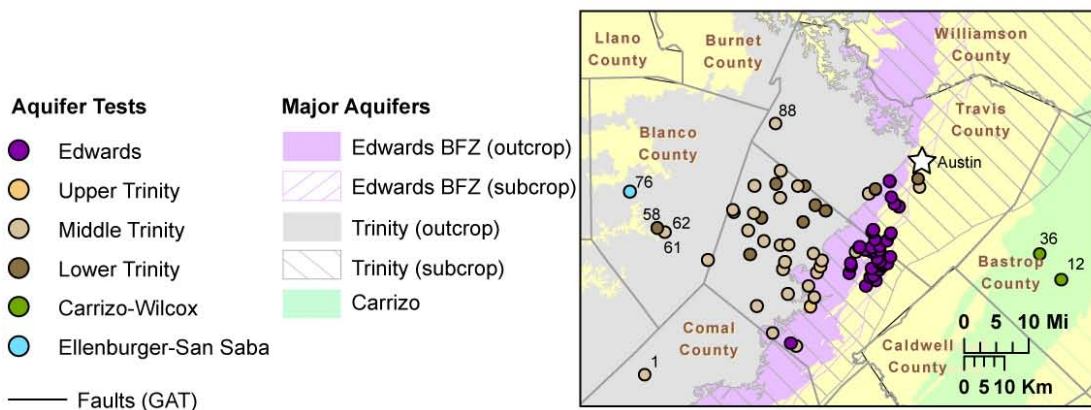 Aquifer Tests
Edwards
Upper Trinity
Middle Trinity
Lower Trinity
Carrizo-Wilcox
Ellenburger-San Saba
Faults (GAT)
Major Aquifers
Edwards BFZ (outcrop)
Edwards BFZ (subcrop)
Trinity (outcrop)
Trinity (subcrop)
Carrizo
Llano
County
Burnet
County
Williamson
County
Travis
County
Blanco
County
88
Austin
76
58
62
61
36
12
Bastrop
County
Comal
County
1
Caldwell
County
0 5 10 Mi
0 5 10 Km